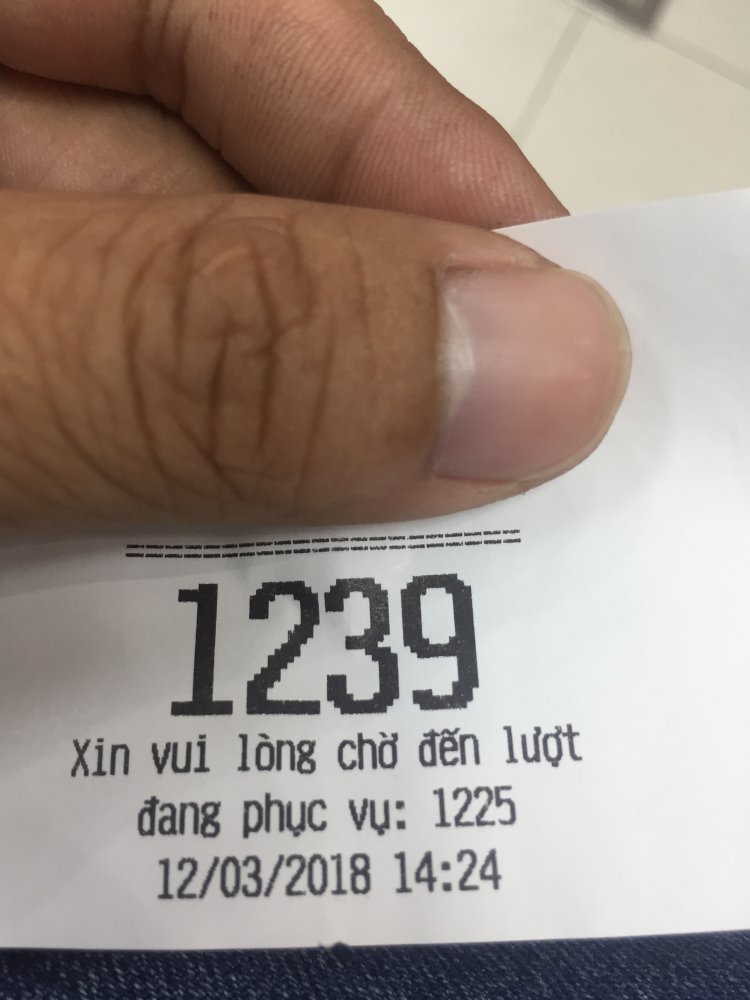 1239
Xin vui lòng chờ đến lượt
đang phục vụ: 1225
12/03/2018 14:24